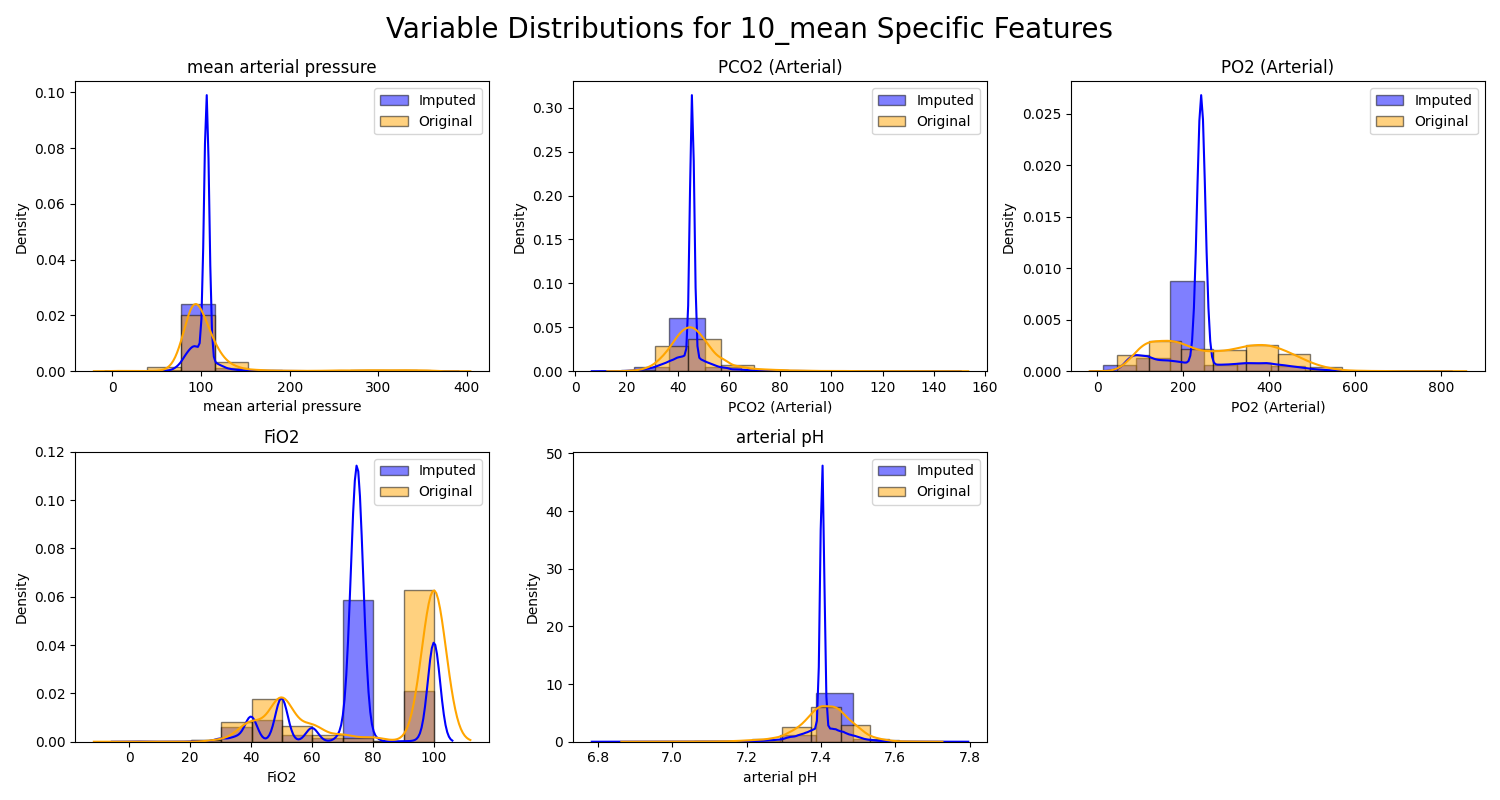 Variable Distributions for 10_mean Specific Features
mean arterial pressure
Imputed
Original
0.10
0.08
0.06
0.04
0.02
0.00
Density
0 100 200 300 400
mean arterial pressure
PCO2 (Arterial)
Imputed
Original
0.30
0.25
0.20
0.15
0.10
0.05
0.00
Density
0 20 40 60 80 100 120 140 160
PCO2 (Arterial)
PO2 (Arterial)
Imputed
Original
0.025
0.020
0.015
0.010
0.005
0.000
Density
0 200 400 600 800
PO2 (Arterial)
FiO2
Imputed
Original
0.12
0.10
0.08
0.06
0.04
0.02
0.00
Density
0 20 40 60 80 100
FiO2
arterial pH
Imputed
Original
50
40
30
20
10
0
Density
6.8 7.0 7.2 7.4 7.6 7.8
arterial pH